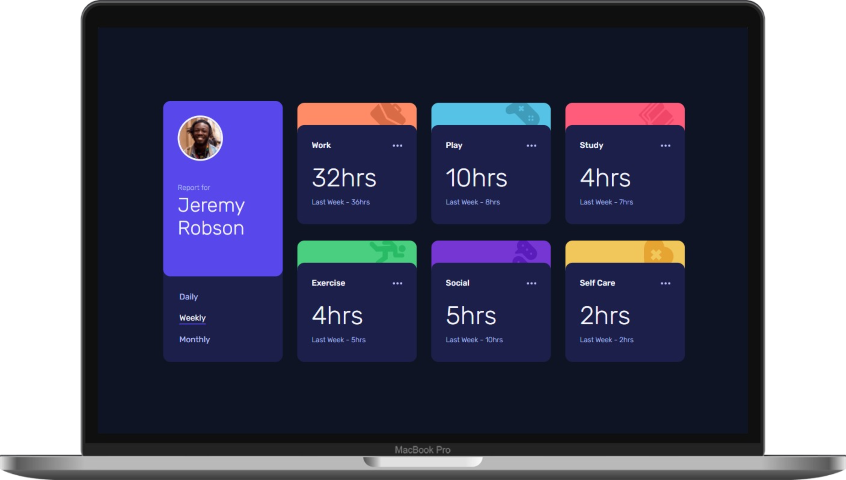 Report for
Jeremy
Robson
Daily
Weekly
Monthly
Work
32hrs
Last Week - 36hrs
Play
10hrs
Last Week - 8hrs
Study
4hrs
Last Week - 7hrs
Exercise
4hrs
Last Week - 5hrs
Social
5hrs
Last Week - 10hrs
Self Care
2hrs
Last Week - 2hrs
MacBook Pro